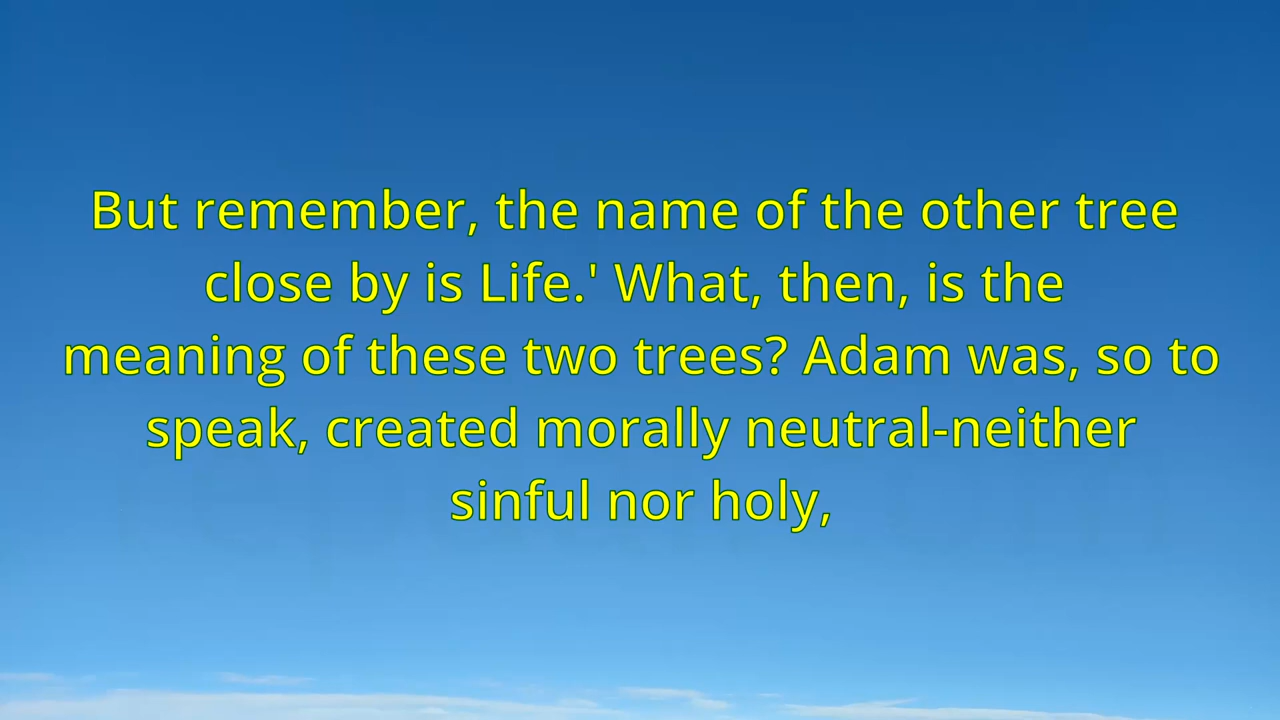 But remember, the name of the other tree
close by is Life.' What, then, is the
meaning of these two trees? Adam was, so to
speak, created morally neutral-neither
sinful nor holy,